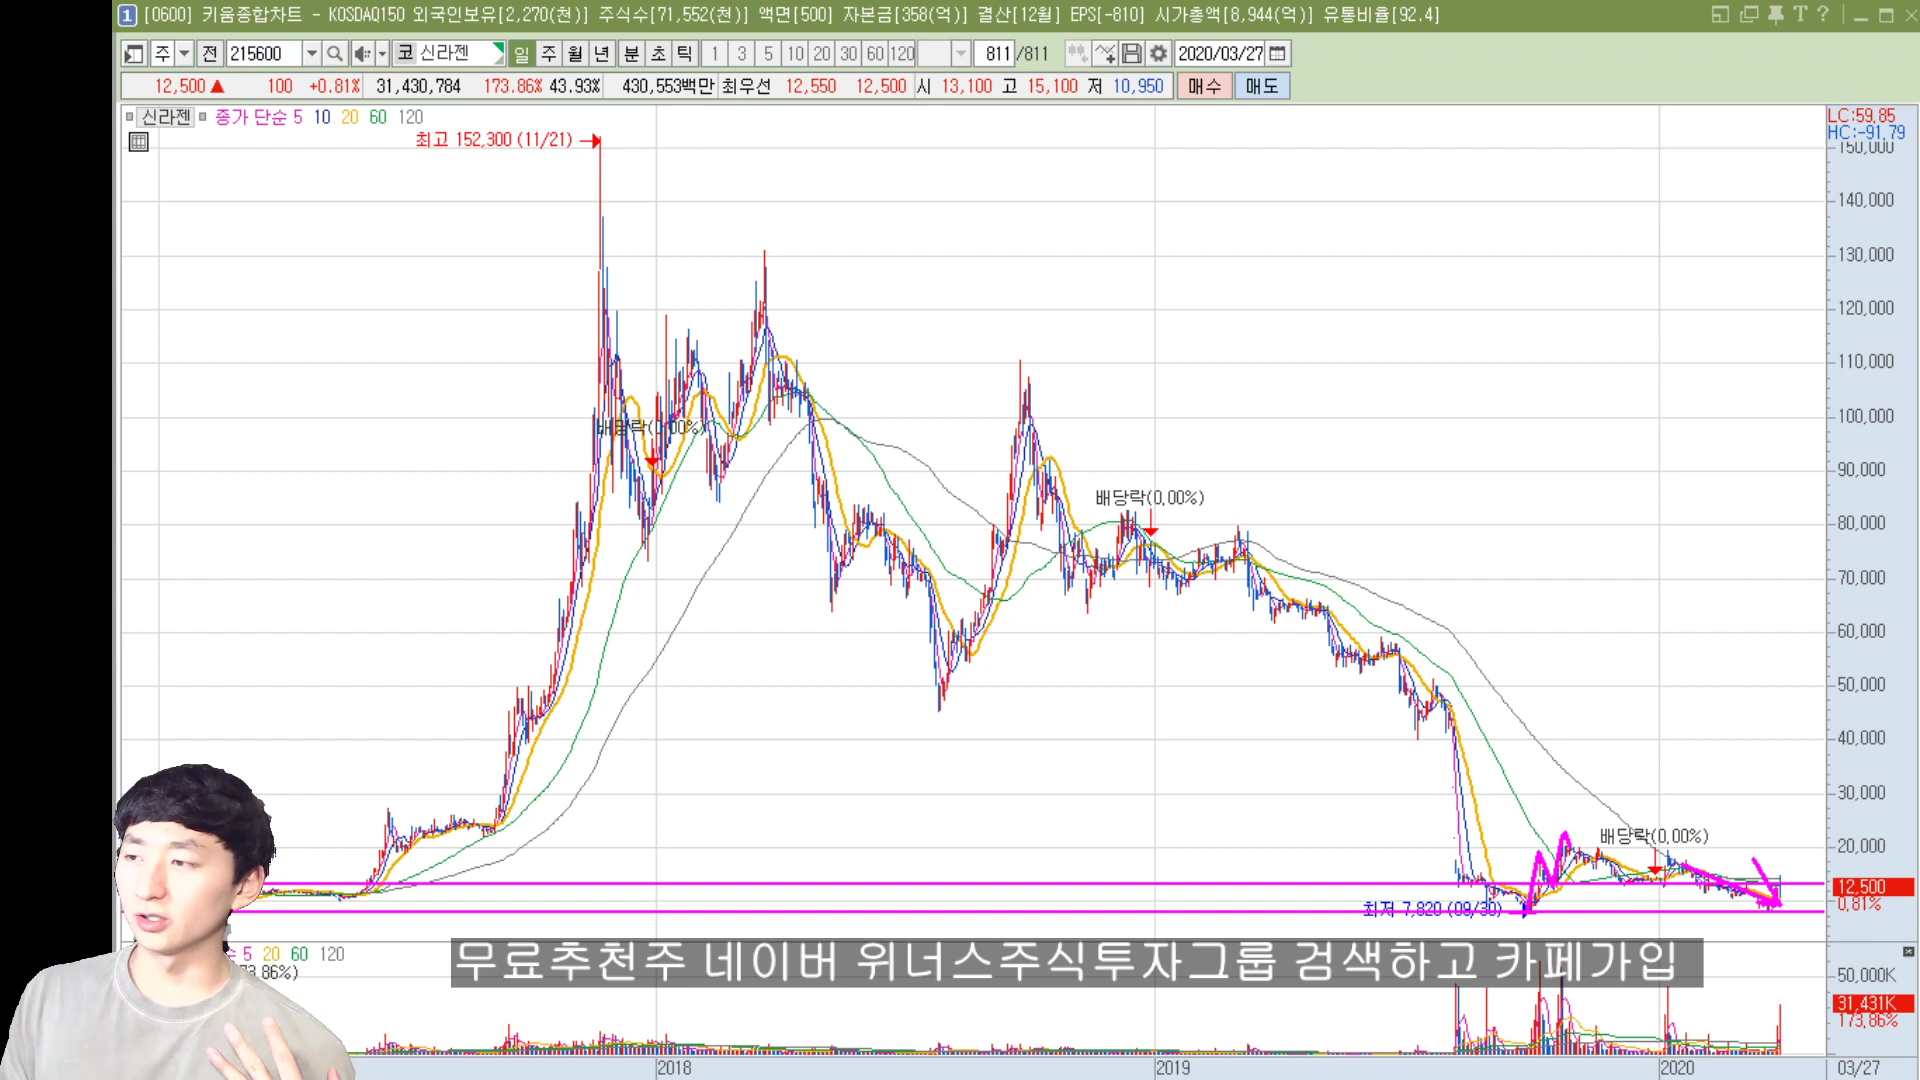 1 [0600] 키움종합차트 - KOSDAQ150 외국인보유[2,270(천)] 주식수[71,552(천)] 액면[500] 자본금[358(억)] 결산[12월] EPS[-810] 시가총액[8,944(억)] 유통비율[92.4] T ?
주 전 215600 코 신라젠 일 주 월 년 분 초 틱 1 3 5 10 20 30 60 120 811 /811 2020/03/27
12,500 ▲ 100 +0.81% 31,430,784 173.86% 43.93% 430,553백만 최우선 12,550 12,500 시 13,100 고 15,100 저 10,950 매수 매도
신라젠 종가 단순 5 10 20 60 120
LC:59.85
HC:-91.79
최고 152,300 (11/21)
150,000
140,000
130,000
120,000
110,000
100,000
배당락(0.00%)
90,000
배당락(0.00%)
80,000
70,000
60,000
50,000
40,000
30,000
배당락(0.00%)
20,000
12,500
0.81%
최저 7,820 (09/30)
5 20 60 120
무료추천주 네이버 위너스주식투자그룹 검색하고 카페가입
50,000K
31,431K
173.86%
2018
2019
2020
03/27